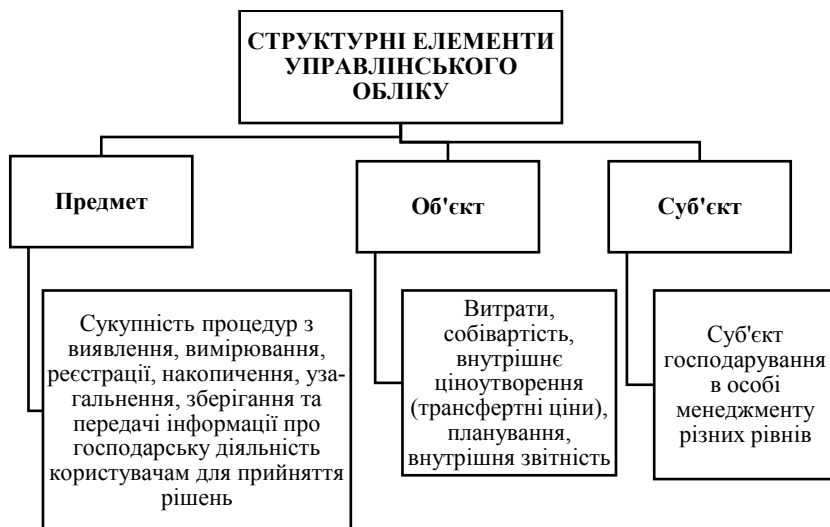 СТРУКТУРНІ ЕЛЕМЕНТИ
УПРАВЛІНСЬКОГО
ОБЛІКУ
Предмет
Об'єкт
Суб'єкт
Сукупність процедур з
виявлення, вимірювання,
реєстрації, накопичення, уза-
гальнення, зберігання та
передачі інформації про
господарську діяльність
користувачам для прийняття
рішень
Витрати,
собівартість,
внутрішнє
ціноутворення
(трансфертні ціни),
планування,
внутрішня звітність
Суб'єкт
господарування
в особі
менеджменту
різних рівнів